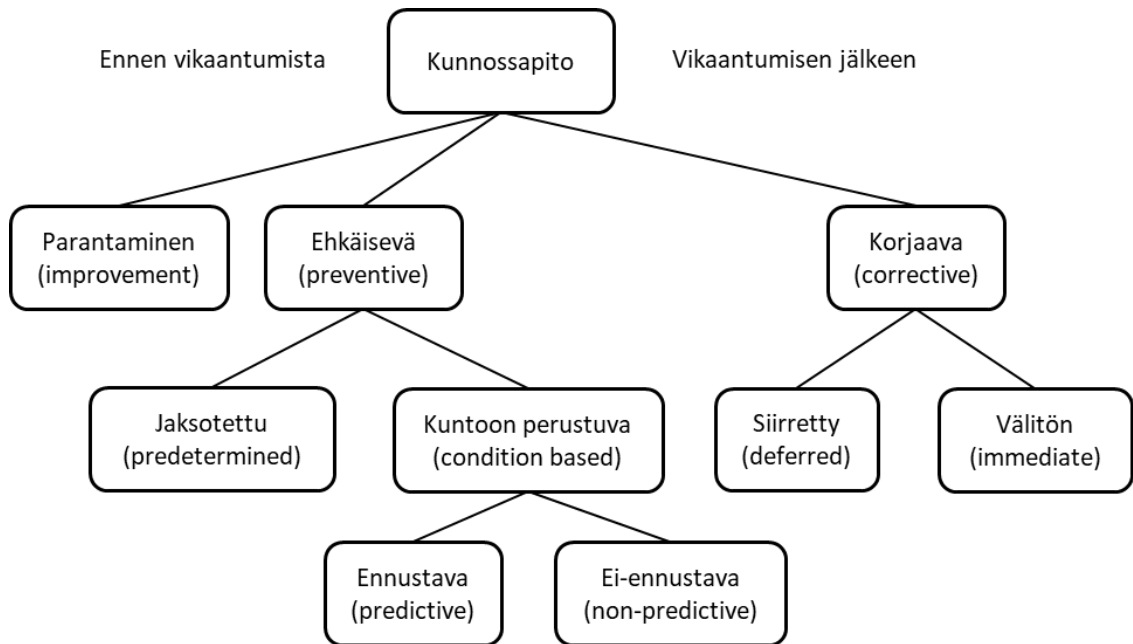 Ennen vikaantumista
Kunnossapito
Vikaantumisen jälkeen
Parantaminen
(improvement)
Ehkäisevä
(preventive)
Korjaava
(corrective)
Jaksotettu
(predetermined)
Kuntoon perustuva
(condition based)
Siirretty
(deferred)
Välitön
(immediate)
Ennustava
(predictive)
Ei-ennustava
(non-predictive)